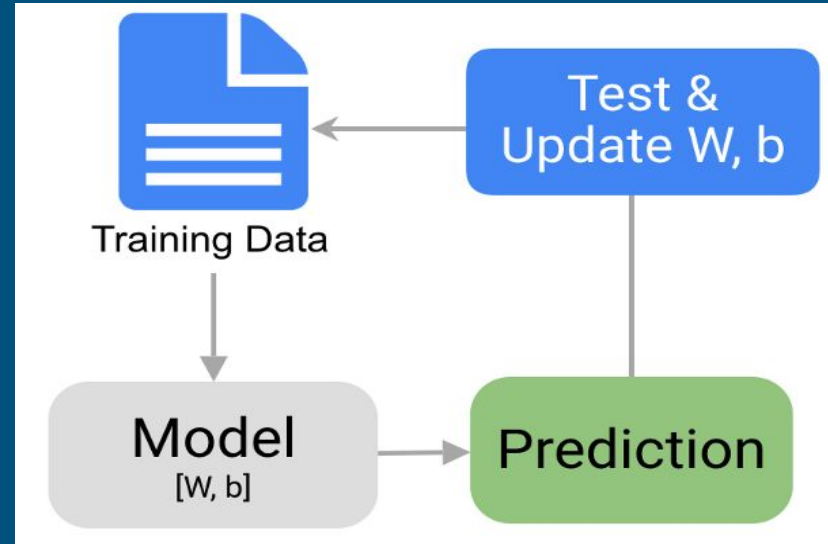 Test &
Update W, b
Training Data
Model
[W, b]
Prediction